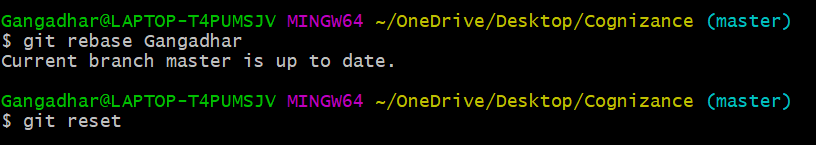 Gangadhar@LAPTOP-T4PUMSJV MINGW64 ~/OneDrive/Desktop/Cognizance (master)
$ git rebase Gangadhar
Current branch master is up to date.
Gangadhar@LAPTOP-T4PUMSJV MINGW64 ~/OneDrive/Desktop/Cognizance (master)
$ git reset